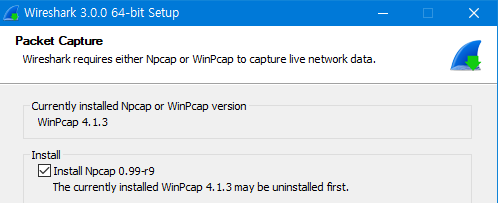 Wireshark 3.0.0 64-bit Setup
Packet Capture
Wireshark requires either Npcap or WinPcap to capture live network data.
Currently installed Npcap or WinPcap version
WinPcap 4.1.3
Install
Install Npcap 0.99-r9
The currently installed WinPcap 4.1.3 may be uninstalled first.